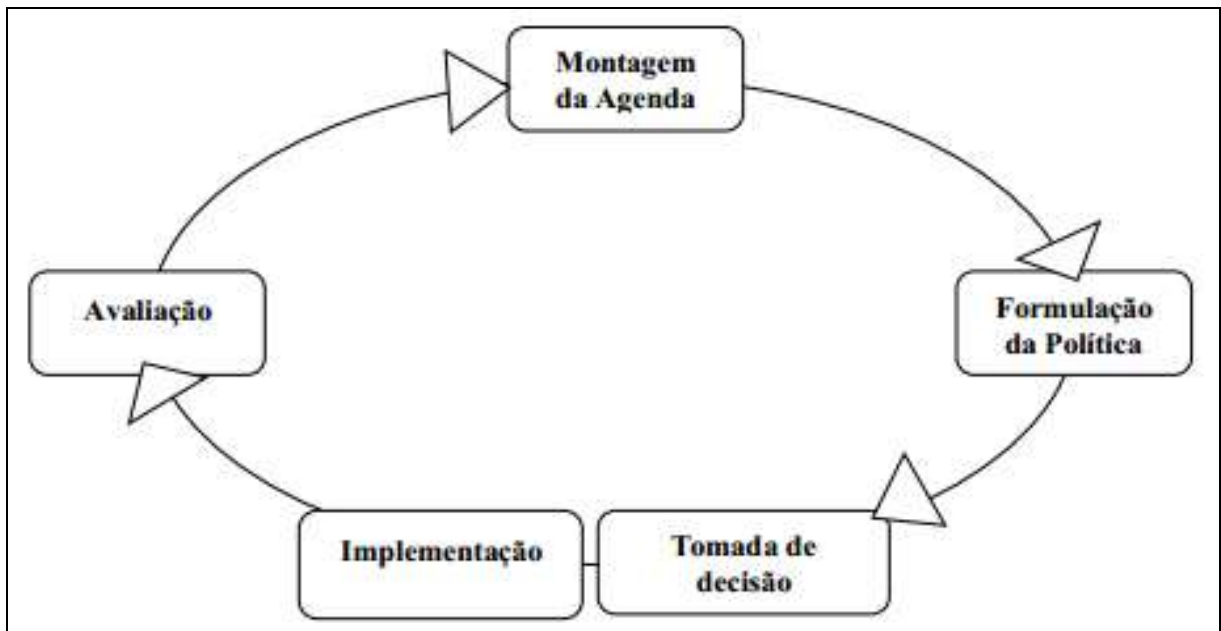 Montagem
da Agenda
Formulação
da Política
Tomada de
decisão
Implementação
Avaliação